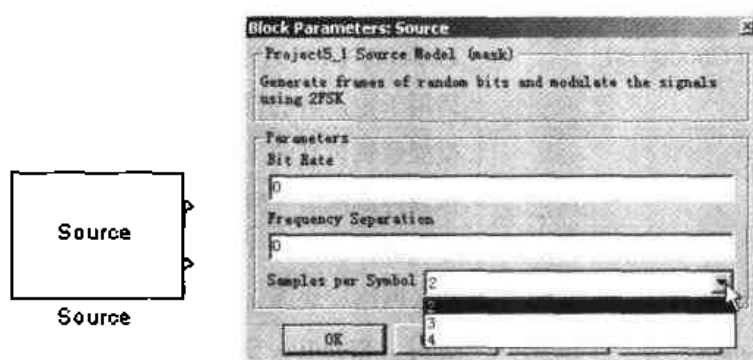 Source
Source
Block Parameters: Source
Project5_1 Source Model (mask)
Generate frames of random bits and modulate the signals
using 2FSK
Parameters
Bit Rate
0
Frequency Separation
0
Samples per Symbol 2
2
3
4
OK